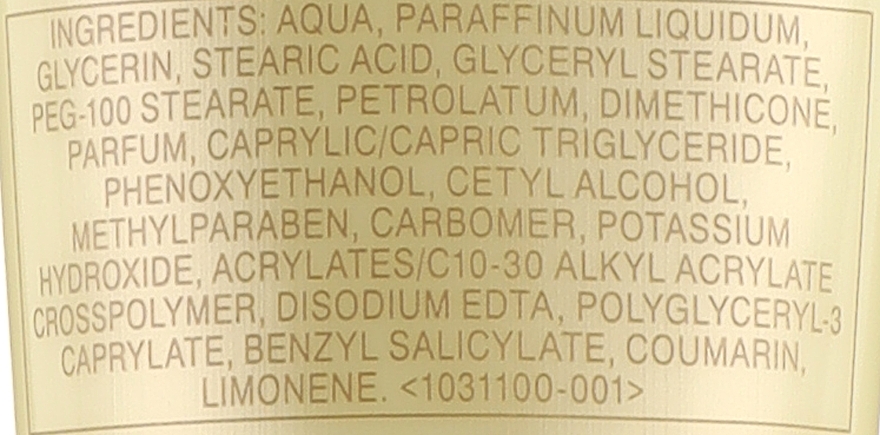 INGREDIENTS: AQUA, PARAFFINUM LIQUIDUM,
GLYCERIN, STEARIC ACID, GLYCERYL STEARATE,
PEG-100 STEARATE, PETROLATUM, DIMETHICONE,
PARFUM, CAPRYLIC/CAPRIC TRIGLYCERIDE,
PHENOXYETHANOL, CETYL ALCOHOL,
METHYLPARABEN, CARBOMER, POTASSIUM
HYDROXIDE, ACRYLATES/C10-30 ALKYL ACRYLATE
CROSSPOLYMER, DISODIUM EDTA, POLYGLYCERYL-3
CAPRYLATE, BENZYL SALICYLATE, COUMARIN,
LIMONENE. <1031100-001>